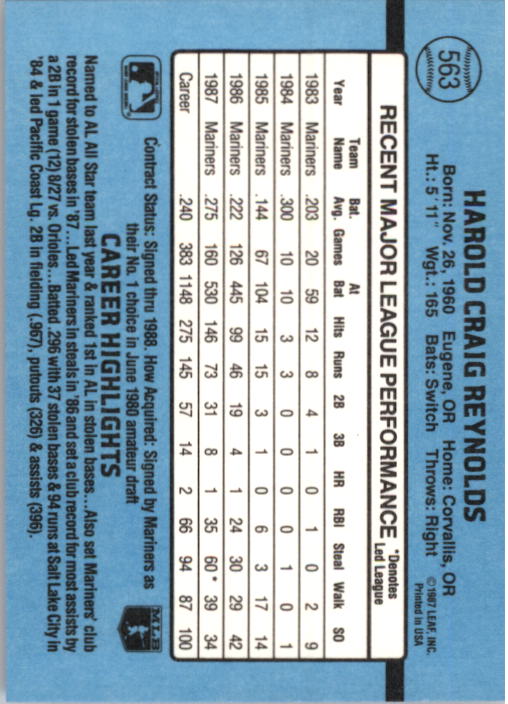 563
HAROLD CRAIG REYNOLDS
Born: Nov. 26, 1960 Eugene, OR Home: Corvallis, OR
Ht.: 5' 11" Wgt.: 165 Bats: Switch Throws: Right
©1987 LEAF, INC.
Printed in USA
RECENT MAJOR LEAGUE PERFORMANCE *Denotes Led League
Year Team Name Bat. Avg. Games At Bat Hits Runs 2B 3B HR RBI Steal Walk SO
1983 Mariners .203 20 59 12 8 4 1 0 1 0 2 9
1984 Mariners .300 10 10 3 3 0 0 0 0 1 0 1
1985 Mariners .144 67 104 15 15 3 1 0 6 3 17 14
1986 Mariners .222 126 445 99 46 19 4 1 24 30 29 42
1987 Mariners .275 160 530 146 73 31 8 1 35 60* 39 34
Career .240 383 1148 275 145 57 14 2 66 94 87 100
Contract Status: Signed thru 1988. How Acquired: Signed by Mariners as
their No. 1 choice in June 1980 amateur draft
MLB
CAREER HIGHLIGHTS
Named to AL All Star team last year & ranked 1st in AL in stolen bases...Also set Mariners' club
record for stolen bases in '87...Led Mariners in steals in '86 and set a club record for most assists by
a 2B in 1 game (12) 8/27 vs. Orioles...Batted .296 with 37 stolen bases & 94 runs at Salt Lake City in
'84 & led Pacific Coast Lg. 2B in fielding (.967), putouts (326) & assists (396).